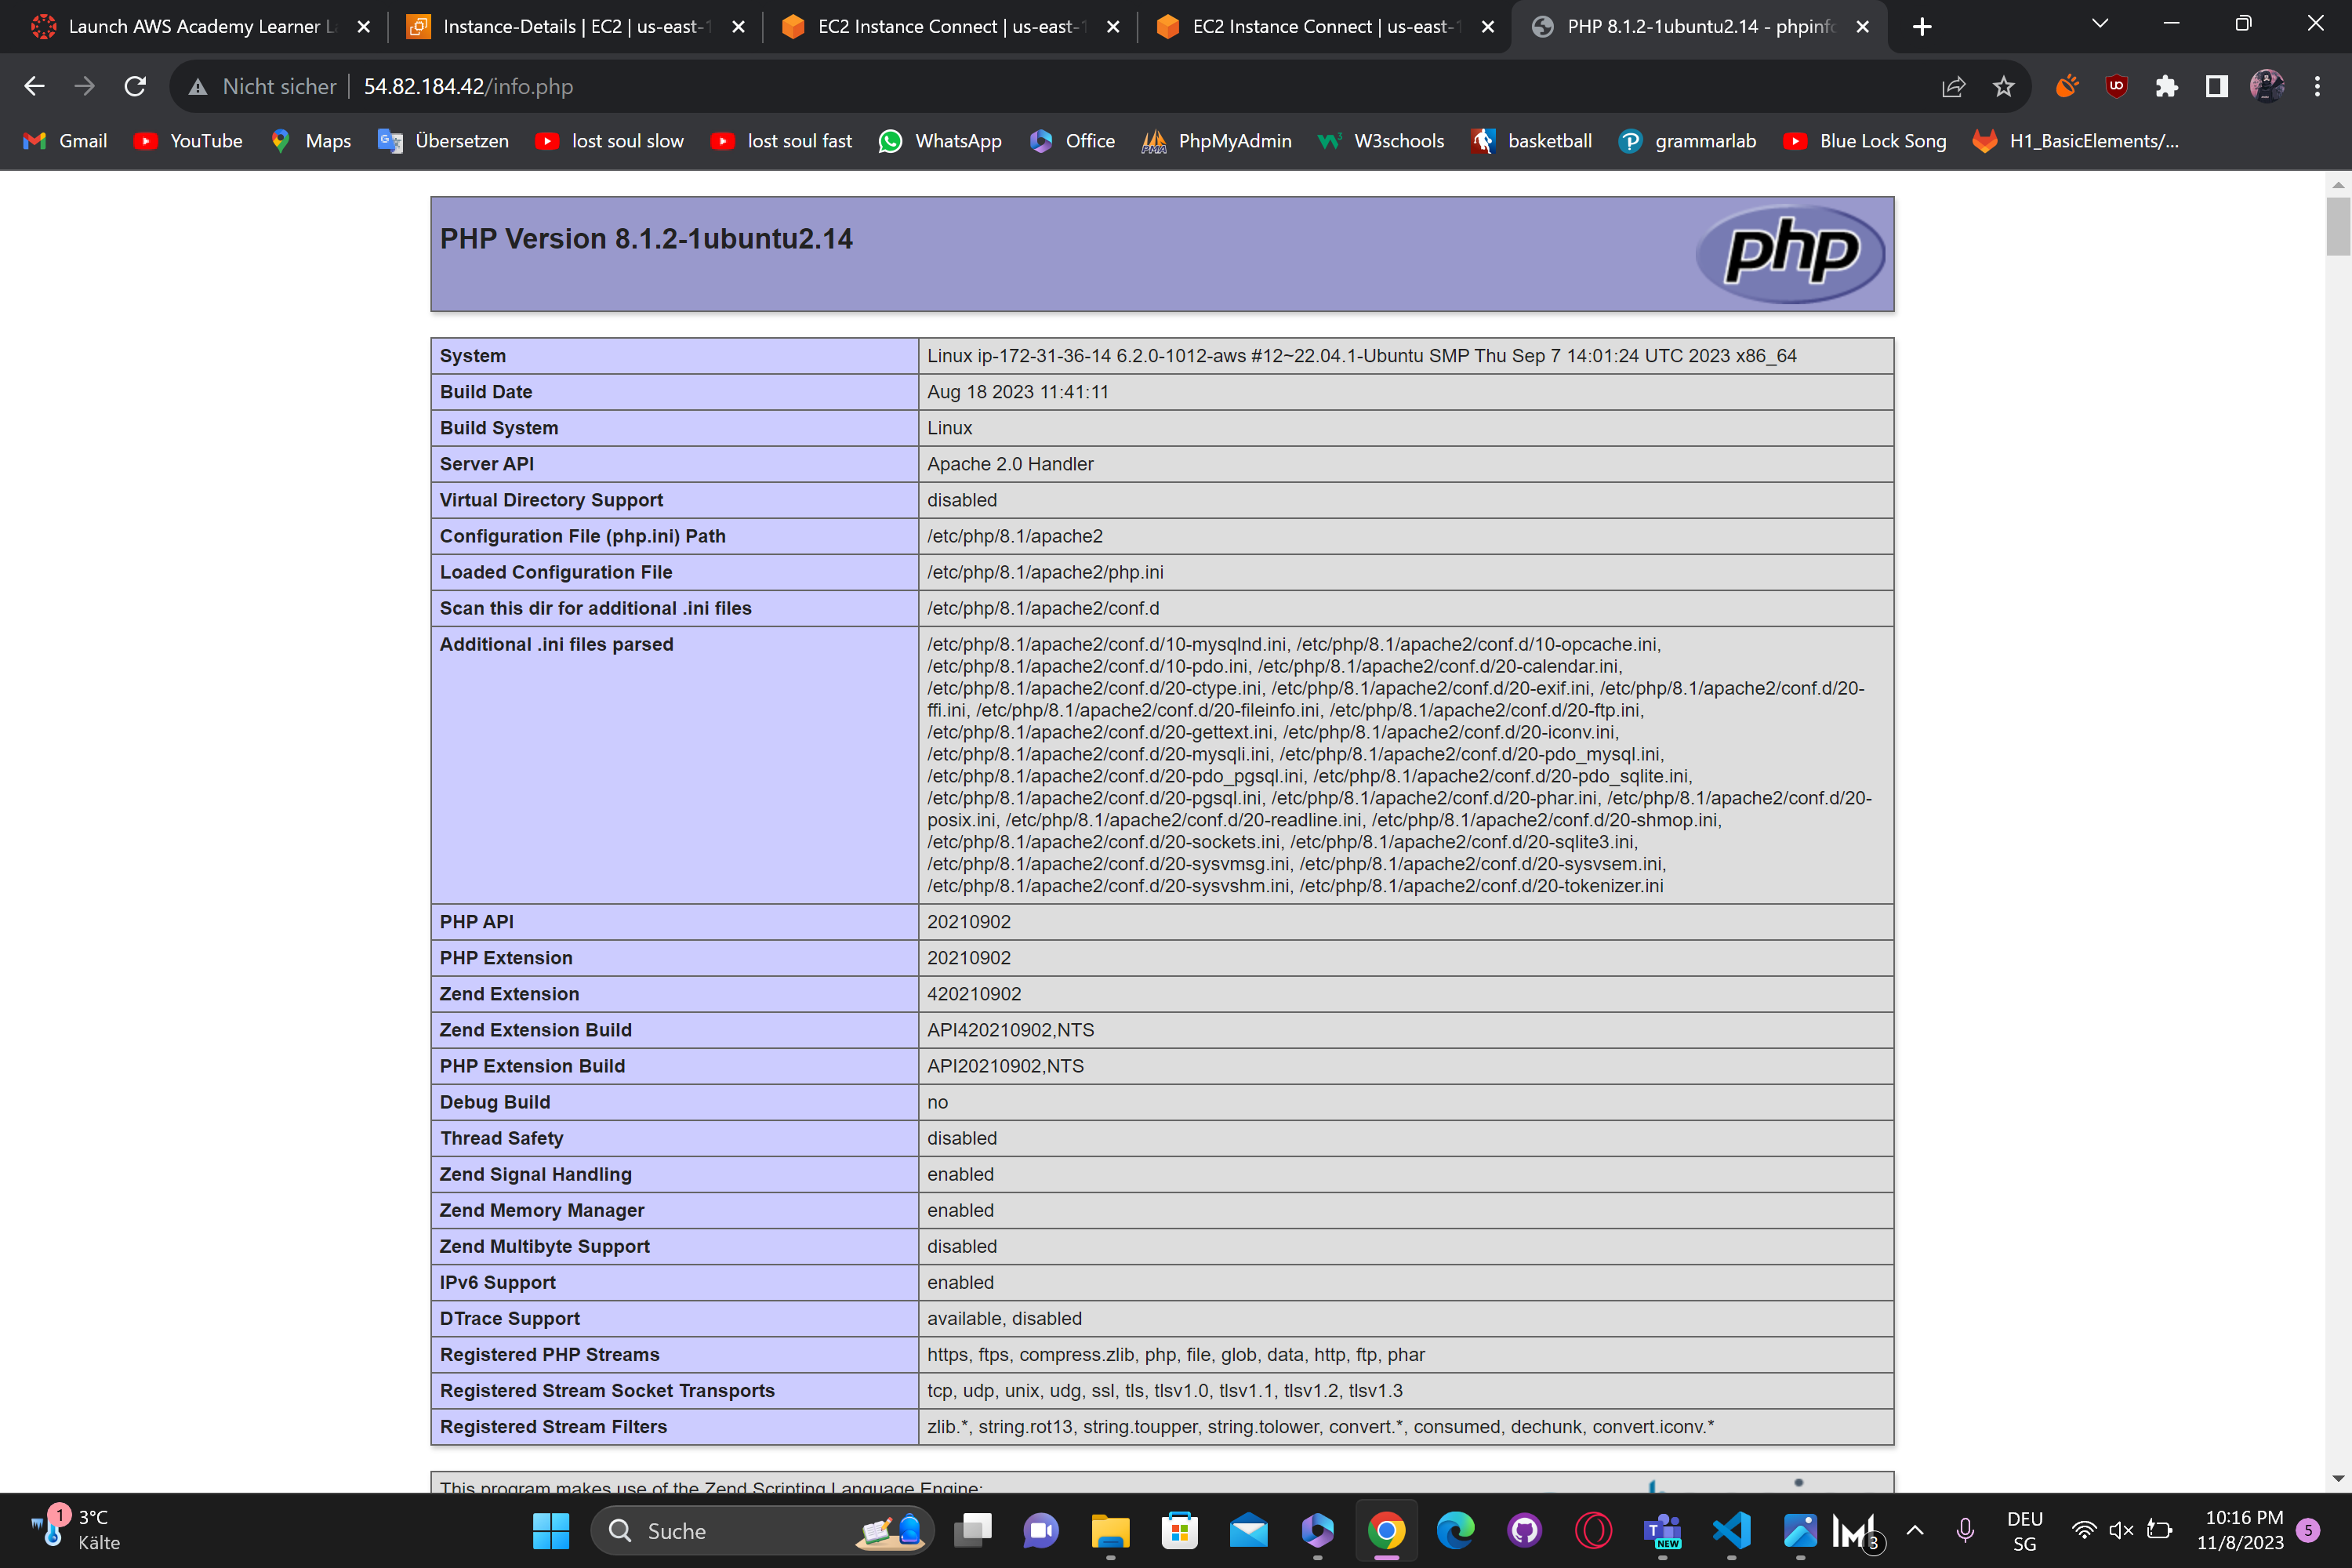 Launch AWS Academy Learner L
Instance-Details | EC2 | us-east-1
EC2 Instance Connect | us-east-1
EC2 Instance Connect | us-east-1
PHP 8.1.2-1ubuntu2.14 - phpinfo
Nicht sicher | 54.82.184.42/info.php
Gmail
YouTube
Maps
Übersetzen
lost soul slow
lost soul fast
WhatsApp
Office
PhpMyAdmin
W3schools
basketball
grammarlab
Blue Lock Song
H1_BasicElements/...
PHP Version 8.1.2-1ubuntu2.14
php
System Linux ip-172-31-36-14 6.2.0-1012-aws #12~22.04.1-Ubuntu SMP Thu Sep 7 14:01:24 UTC 2023 x86_64
Build Date Aug 18 2023 11:41:11
Build System Linux
Server API Apache 2.0 Handler
Virtual Directory Support disabled
Configuration File (php.ini) Path /etc/php/8.1/apache2
Loaded Configuration File /etc/php/8.1/apache2/php.ini
Scan this dir for additional .ini files /etc/php/8.1/apache2/conf.d
Additional .ini files parsed /etc/php/8.1/apache2/conf.d/10-mysqlnd.ini, /etc/php/8.1/apache2/conf.d/10-opcache.ini,
/etc/php/8.1/apache2/conf.d/10-pdo.ini, /etc/php/8.1/apache2/conf.d/20-calendar.ini,
/etc/php/8.1/apache2/conf.d/20-ctype.ini, /etc/php/8.1/apache2/conf.d/20-exif.ini, /etc/php/8.1/apache2/conf.d/20-
ffi.ini, /etc/php/8.1/apache2/conf.d/20-fileinfo.ini, /etc/php/8.1/apache2/conf.d/20-ftp.ini,
/etc/php/8.1/apache2/conf.d/20-gettext.ini, /etc/php/8.1/apache2/conf.d/20-iconv.ini,
/etc/php/8.1/apache2/conf.d/20-mysqli.ini, /etc/php/8.1/apache2/conf.d/20-pdo_mysql.ini,
/etc/php/8.1/apache2/conf.d/20-pdo_pgsql.ini, /etc/php/8.1/apache2/conf.d/20-pdo_sqlite.ini,
/etc/php/8.1/apache2/conf.d/20-pgsql.ini, /etc/php/8.1/apache2/conf.d/20-phar.ini, /etc/php/8.1/apache2/conf.d/20-
posix.ini, /etc/php/8.1/apache2/conf.d/20-readline.ini, /etc/php/8.1/apache2/conf.d/20-shmop.ini,
/etc/php/8.1/apache2/conf.d/20-sockets.ini, /etc/php/8.1/apache2/conf.d/20-sqlite3.ini,
/etc/php/8.1/apache2/conf.d/20-sysvmsg.ini, /etc/php/8.1/apache2/conf.d/20-sysvsem.ini,
/etc/php/8.1/apache2/conf.d/20-sysvshm.ini, /etc/php/8.1/apache2/conf.d/20-tokenizer.ini
PHP API 20210902
PHP Extension 20210902
Zend Extension 420210902
Zend Extension Build API420210902,NTS
PHP Extension Build API20210902,NTS
Debug Build no
Thread Safety disabled
Zend Signal Handling enabled
Zend Memory Manager enabled
Zend Multibyte Support disabled
IPv6 Support enabled
DTrace Support available, disabled
Registered PHP Streams https, ftps, compress.zlib, php, file, glob, data, http, ftp, phar
Registered Stream Socket Transports tcp, udp, unix, udg, ssl, tls, tlsv1.0, tlsv1.1, tlsv1.2, tlsv1.3
Registered Stream Filters zlib.*, string.rot13, string.toupper, string.tolower, convert.*, consumed, dechunk, convert.iconv.*
This program makes use of the Zend Scripting Language Engine:
1
3°C
Kälte
Suche
NEW
3
DEU
SG
10:16 PM
11/8/2023
5